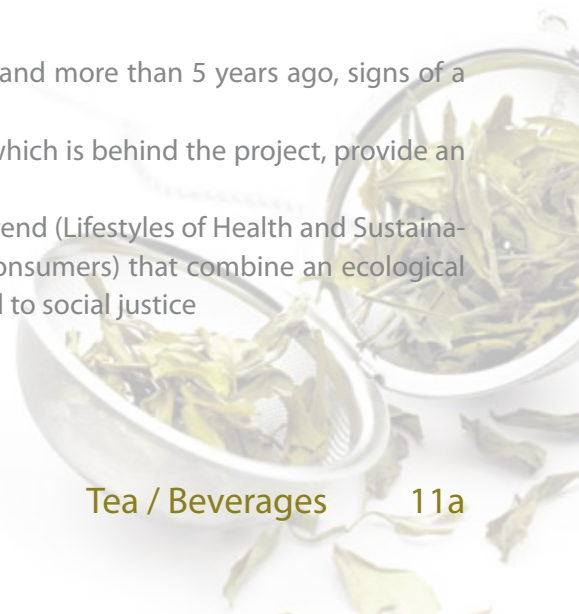 and more than 5 years ago, signs of a
which is behind the project, provide an
rend (Lifestyles of Health and Sustaina-
onsumers) that combine an ecological
l to social justice
Tea / Beverages 11a